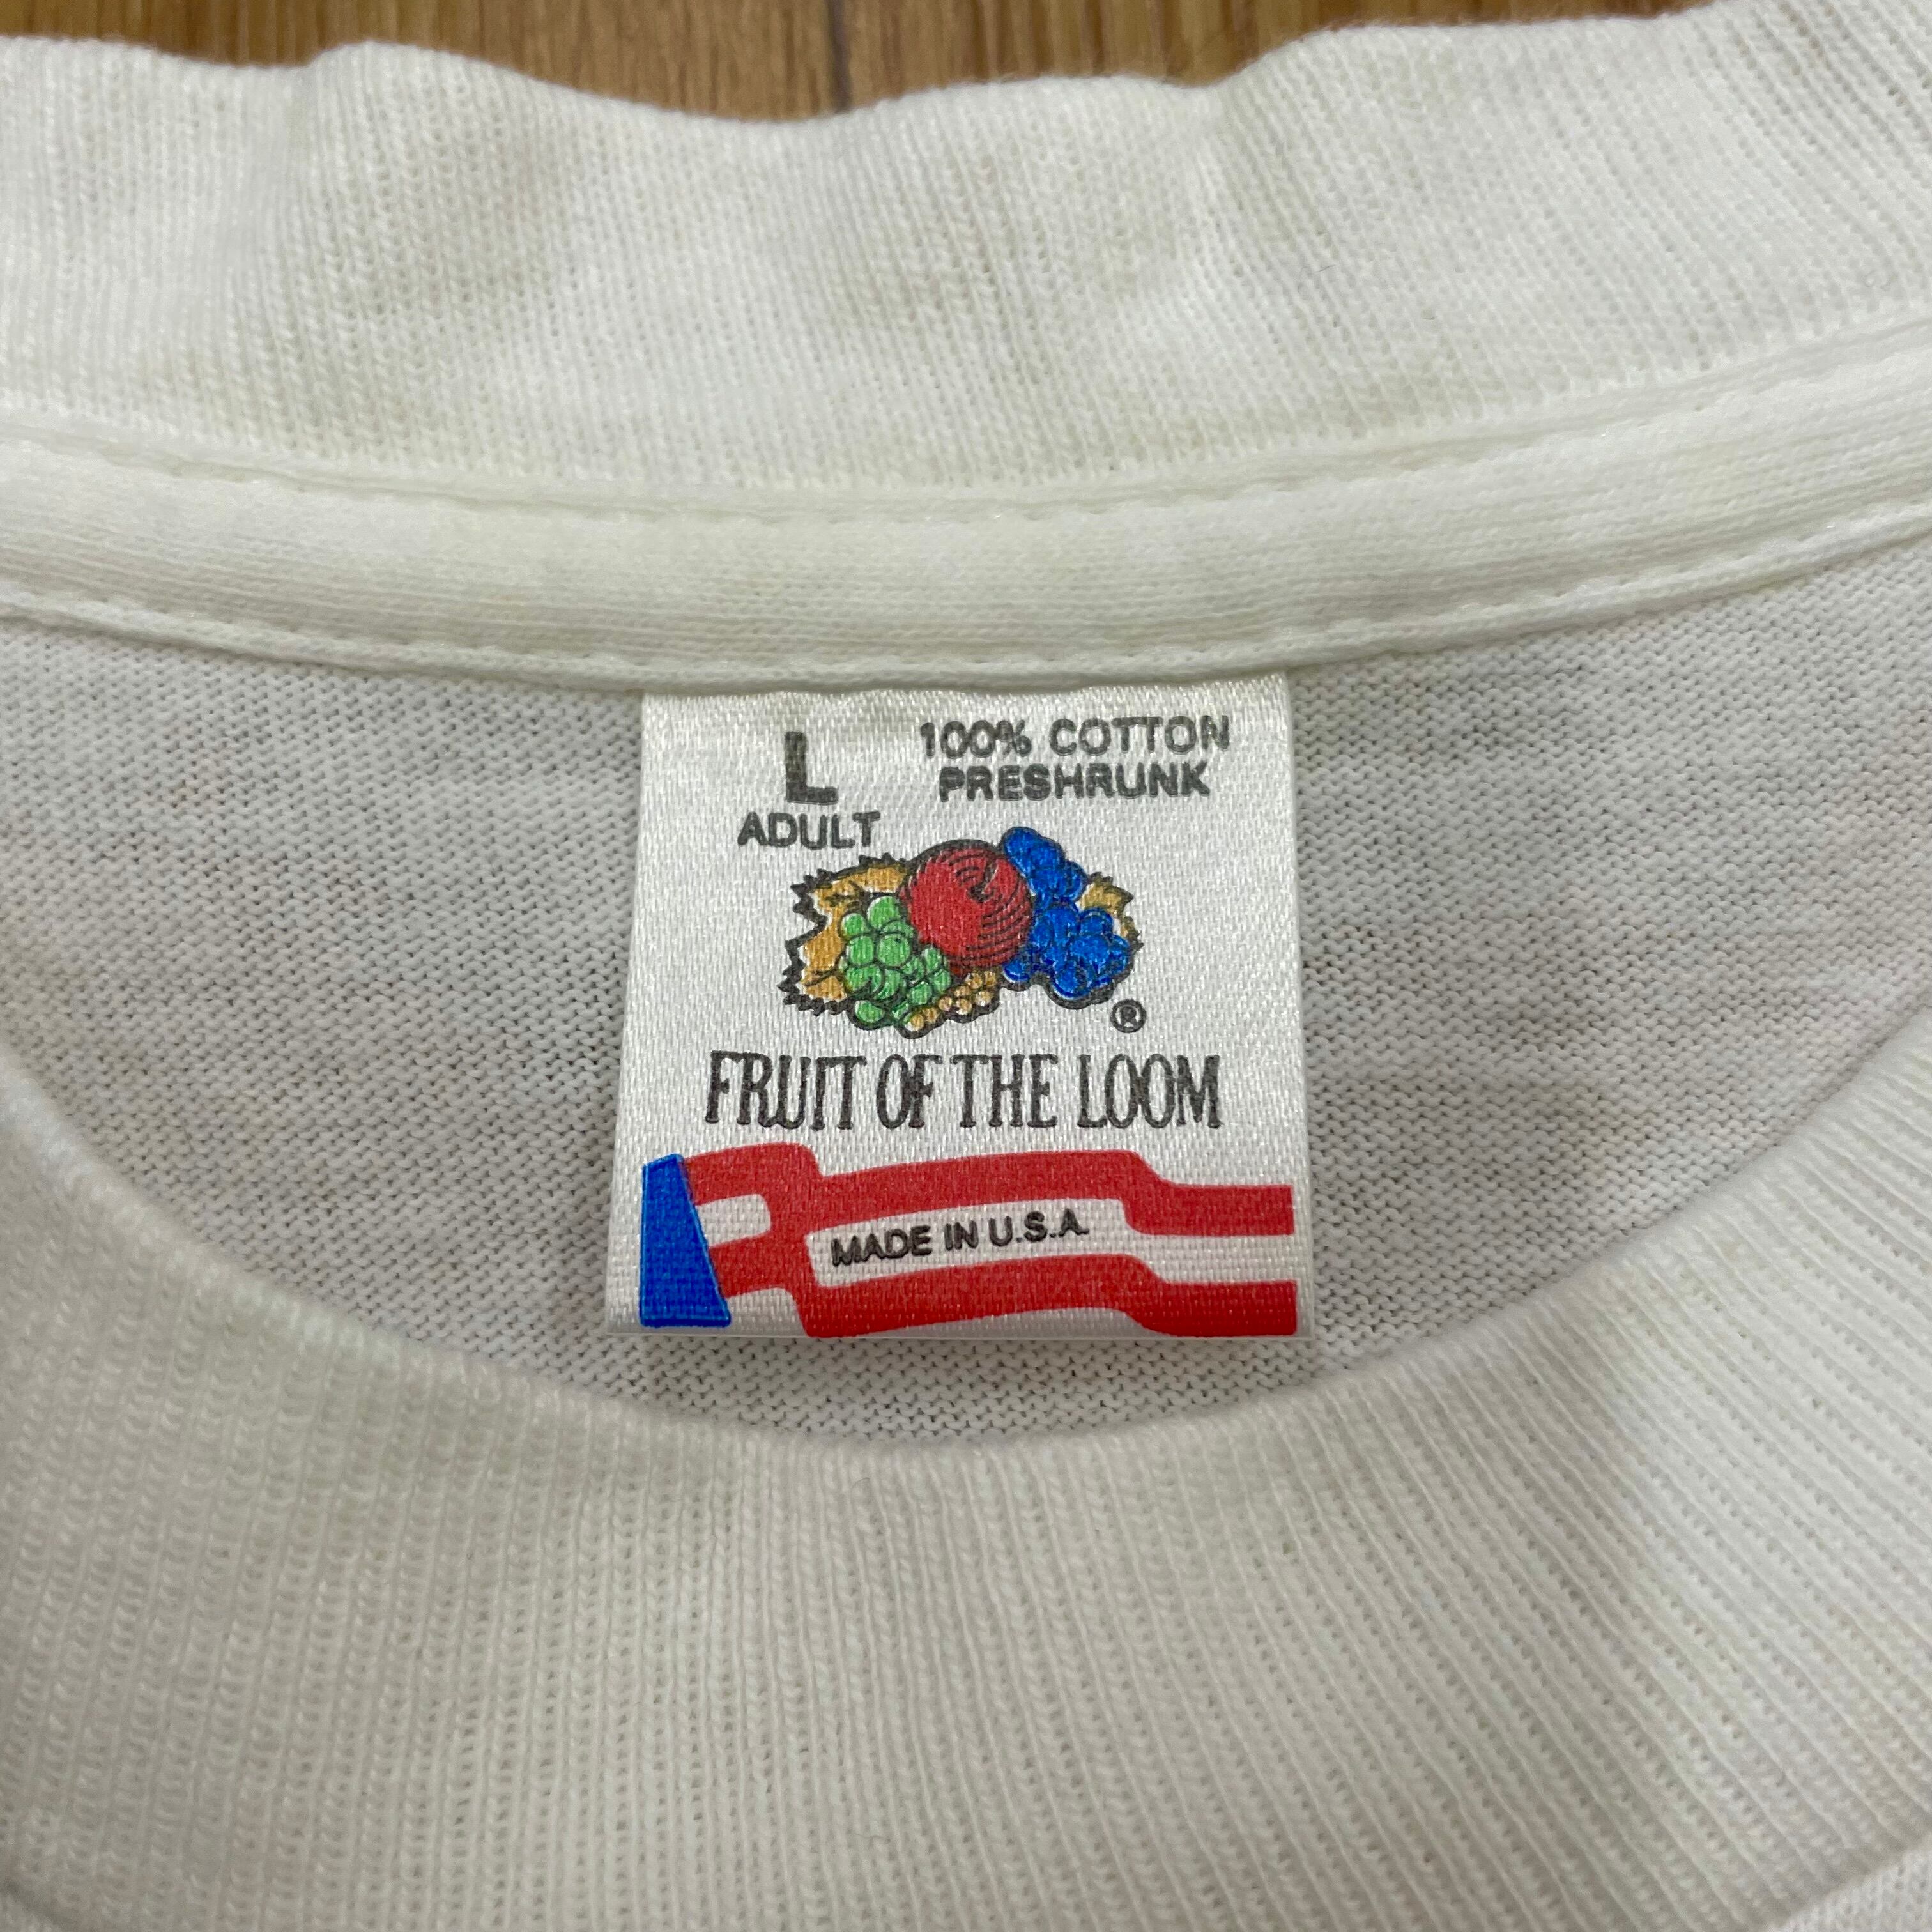 L
ADULT
100% COTTON
PRESHRUNK
®
FRUIT OF THE LOOM
MADE IN U.S.A.